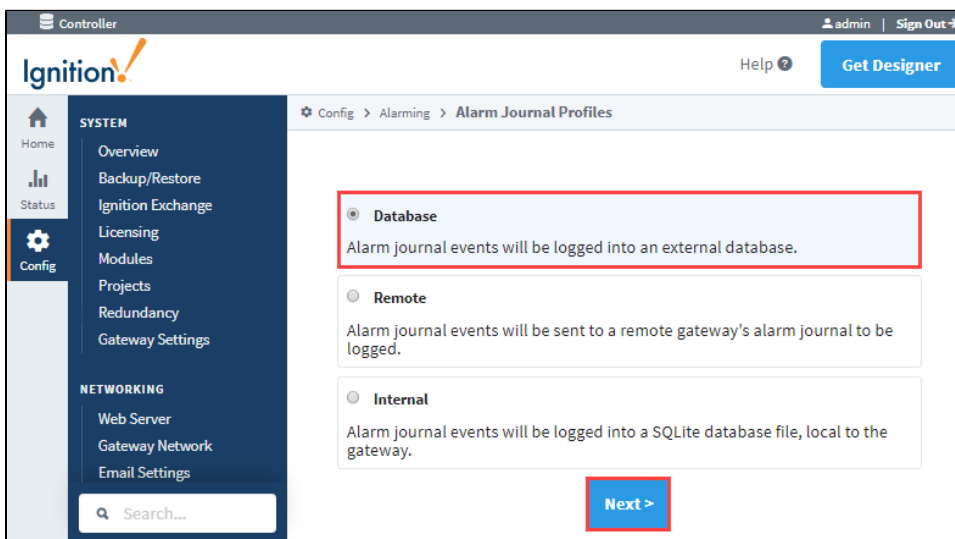 Controller
admin | Sign Out
Ignition!
Help
Get Designer
Home
Status
Config
SYSTEM
Overview
Backup/Restore
Ignition Exchange
Licensing
Modules
Projects
Redundancy
Gateway Settings
NETWORKING
Web Server
Gateway Network
Email Settings
Search...
Config > Alarming > Alarm Journal Profiles
Database
Alarm journal events will be logged into an external database.
Remote
Alarm journal events will be sent to a remote gateway's alarm journal to be
logged.
Internal
Alarm journal events will be logged into a SQLite database file, local to the
gateway.
Next >